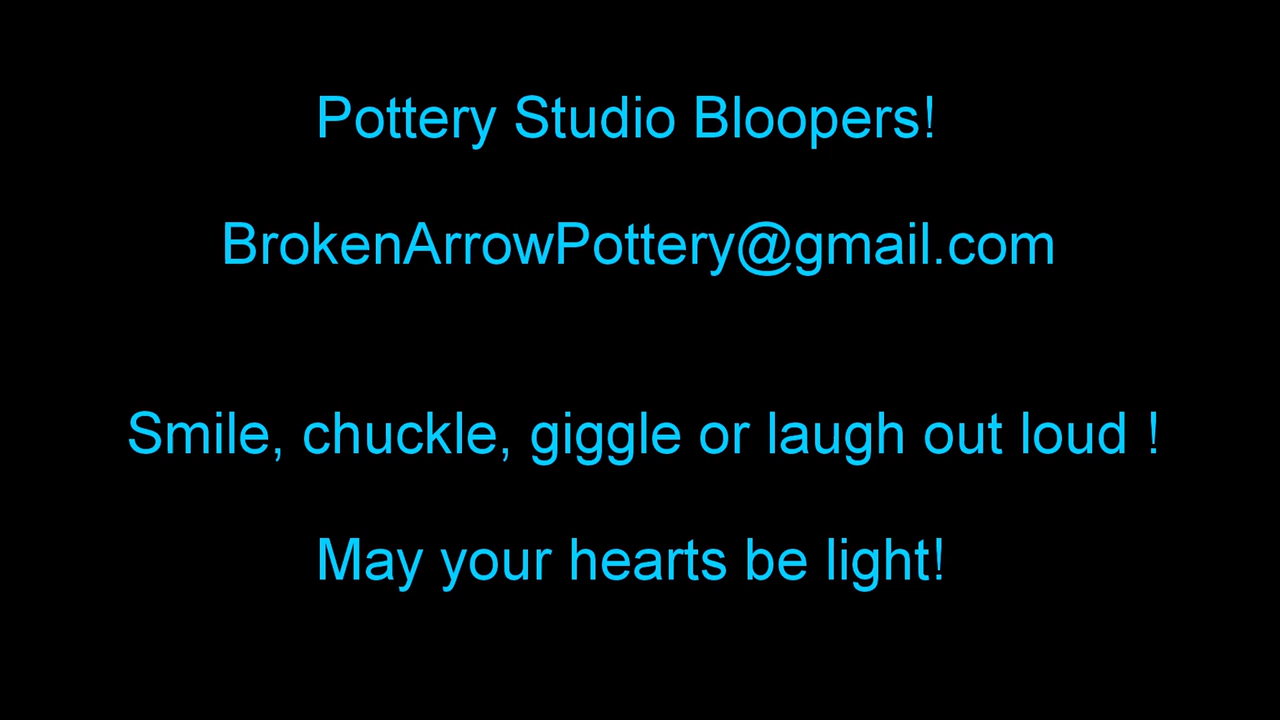 Pottery Studio Bloopers!
BrokenArrowPottery@gmail.com
Smile, chuckle, giggle or laugh out loud !
May your hearts be light!